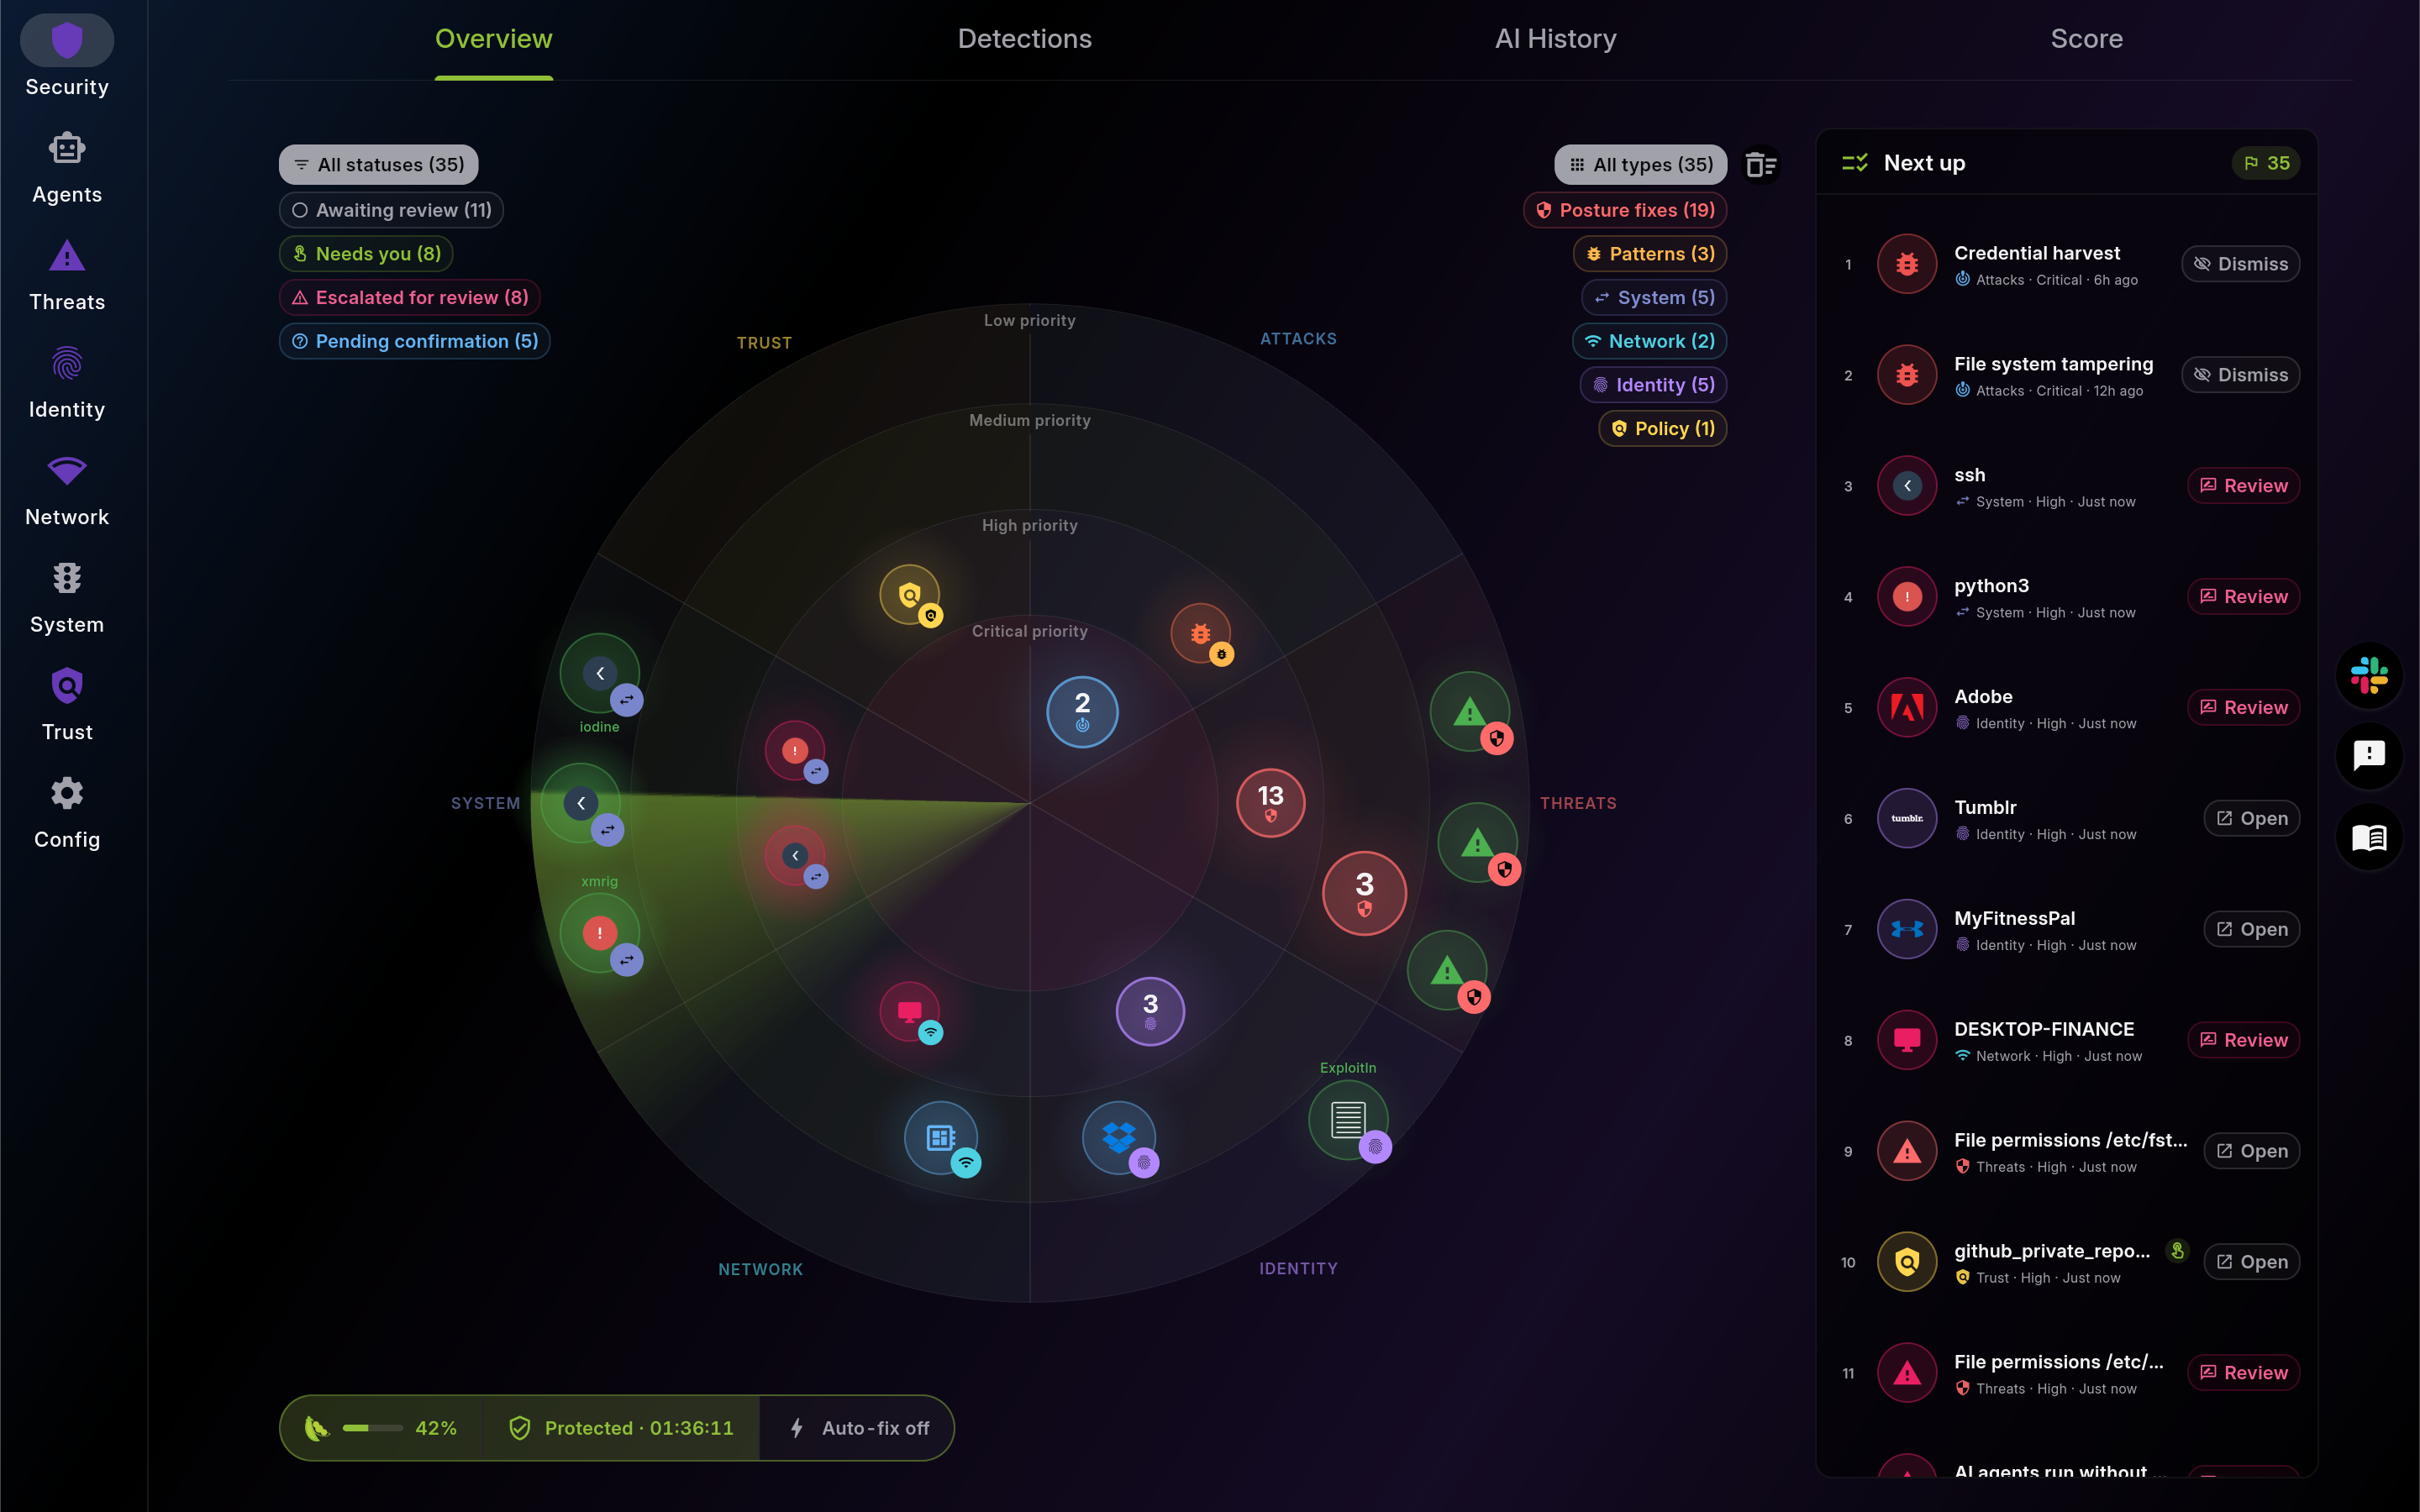 Overview
Detections
AI History
Score
Security
Agents
Threats
Identity
Network
System
Trust
Config
All statuses (35)
Awaiting review (11)
Needs you (8)
Escalated for review (8)
Pending confirmation (5)
All types (35)
Posture fixes (19)
Patterns (3)
System (5)
Network (2)
Identity (5)
Policy (1)
TRUST
ATTACKS
SYSTEM
THREATS
NETWORK
IDENTITY
Low priority
Medium priority
High priority
Critical priority
2
13
3
3
iodine
xmrig
ExploitIn
42%
Protected · 01:36:11
Auto-fix off
Next up
35
1
Credential harvest
Attacks · Critical · 6h ago
Dismiss
2
File system tampering
Attacks · Critical · 12h ago
Dismiss
3
ssh
System · High · Just now
Review
4
python3
System · High · Just now
Review
5
Adobe
Identity · High · Just now
Review
6
tumblr.
Tumblr
Identity · High · Just now
Open
7
MyFitnessPal
Identity · High · Just now
Open
8
DESKTOP-FINANCE
Network · High · Just now
Review
9
File permissions /etc/fst...
Threats · High · Just now
Open
10
github_private_repo...
Trust · High · Just now
Open
11
File permissions /etc/...
Threats · High · Just now
Review
AI agents run without ...